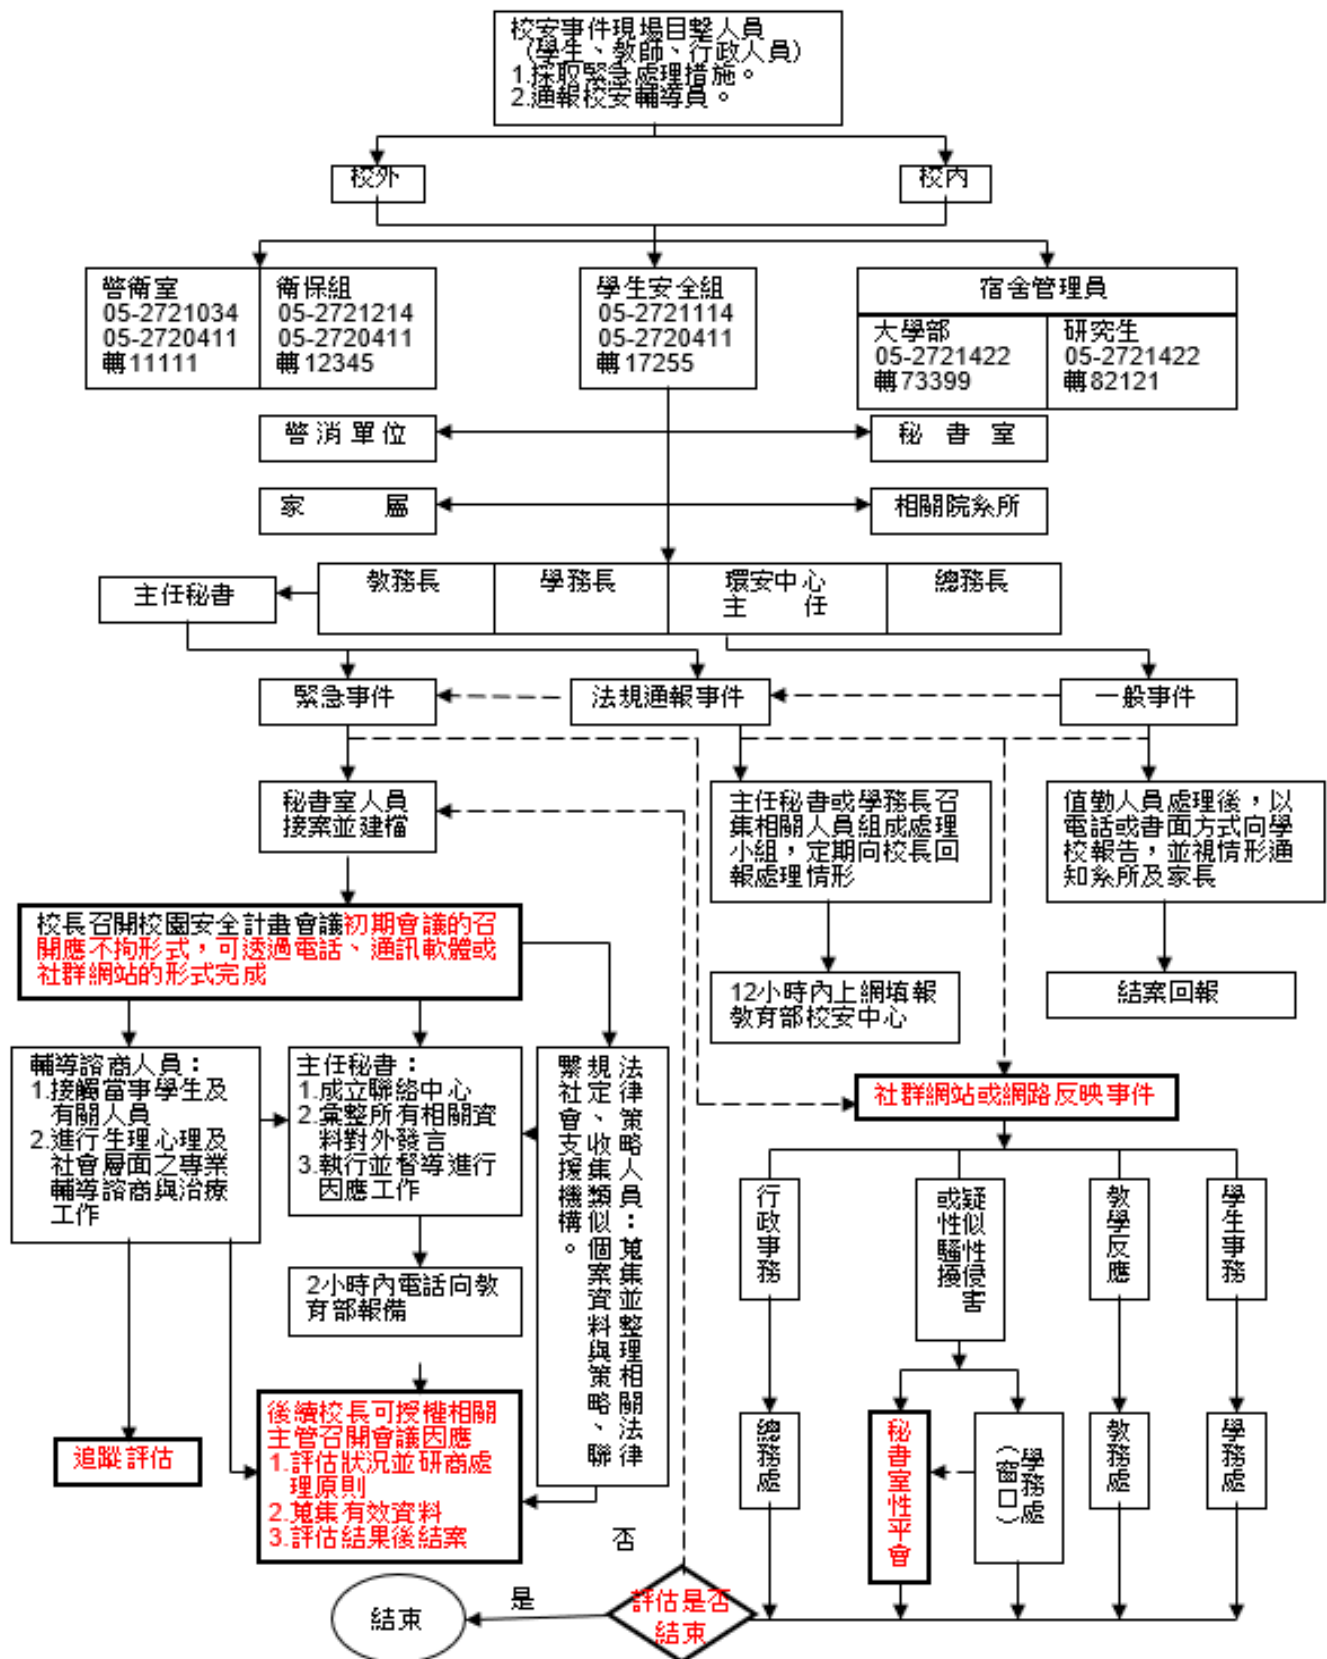 校安事件現場目擊人員
(學生、教師、行政人員)
1.採取緊急處理措施。
2.通報校安輔導員。
校外
校內
警衛室
05-2721034
05-2720411
轉11111
衛保組
05-2721214
05-2720411
轉12345
學生安全組
05-2721114
05-2720411
轉17255
宿舍管理員
大學部
05-2721422
轉73399
研究生
05-2721422
轉82121
警消單位
秘書室
家屬
相關院系所
主任秘書
教務長
學務長
環安中心
主任
總務長
緊急事件
法規通報事件
一般事件
秘書室人員
接案並建檔
主任秘書或學務長召
集相關人員組成處理
小組，定期向校長回
報處理情形
值勤人員處理後，以
電話或書面方式向學
校報告，並視情形通
知系所及家長
校長召開校園安全計畫會議初期會議的召
開應不拘形式，可透過電話、通訊軟體或
社群網站的形式完成
12小時內上網填報
教育部校安中心
結案回報
輔導諮商人員：
1.接觸當事學生及
有關人員
2.進行生理心理及
社會層面之專業
輔導諮商與治療
工作
主任秘書：
1.成立聯絡中心
2.彙整所有相關資
料對外發言
3.執行並督導進行
因應工作
法律策略人員：蒐集並整理相關法律
規定、收集類似個案資料與策略、聯
繫社會支援機構。
社群網站或網路反映事件
行政事務
疑似性侵害
或性騷擾
教學反應
學生事務
2小時內電話向教
育部報備
追蹤評估
後續校長可授權相關
主管召開會議因應
1.評估狀況並研商處
理原則
2.蒐集有效資料
3.評估結果後結案
總務處
秘書室性平會
學務處
(窗口)
教務處
學務處
否
是
結束
評估是否
結束